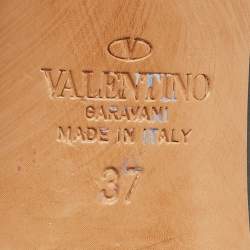 VALENTINO
GARAVANI
MADE IN ITALY
37